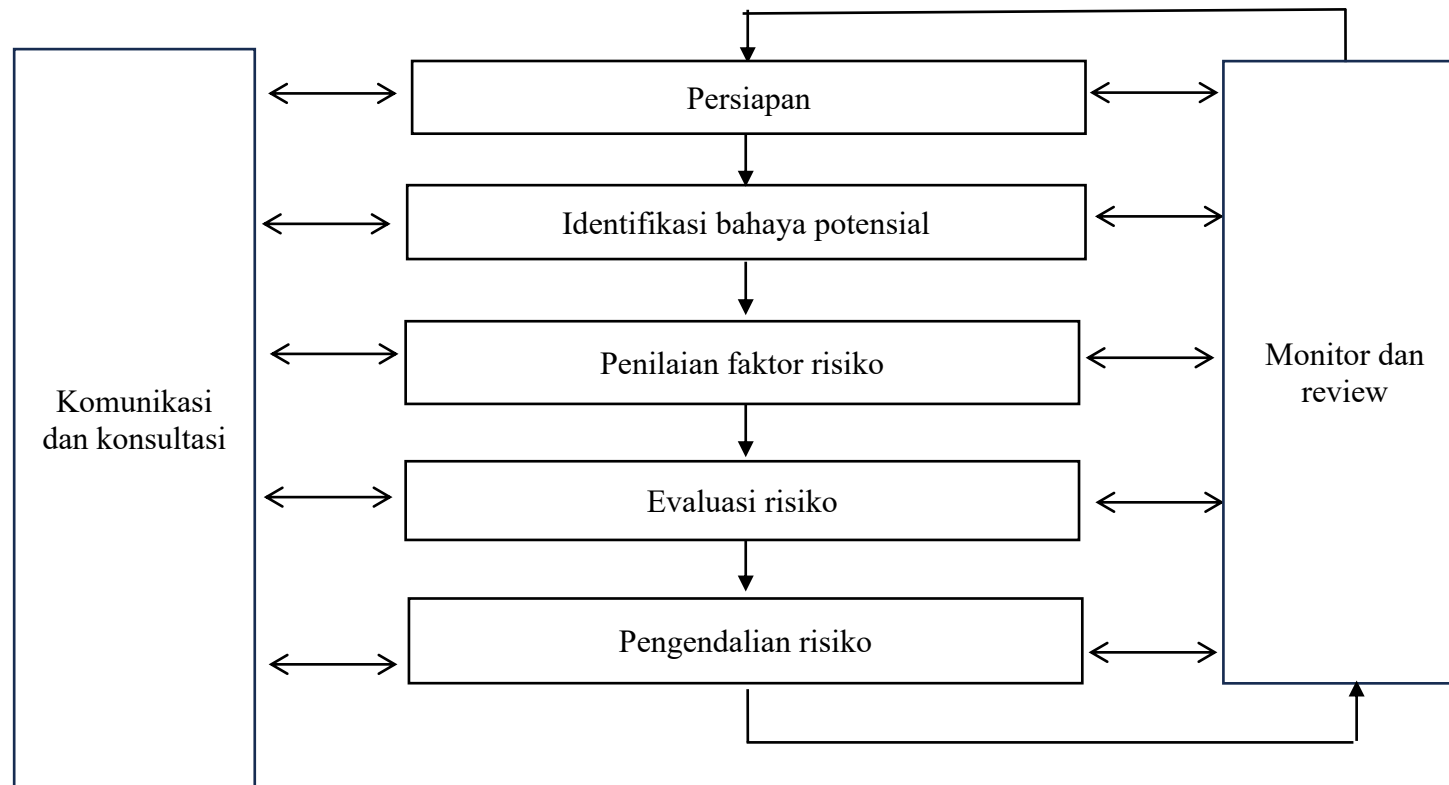 Persiapan
Identifikasi bahaya potensial
Penilaian faktor risiko
Evaluasi risiko
Pengendalian risiko
Komunikasi
dan konsultasi
Monitor dan
review